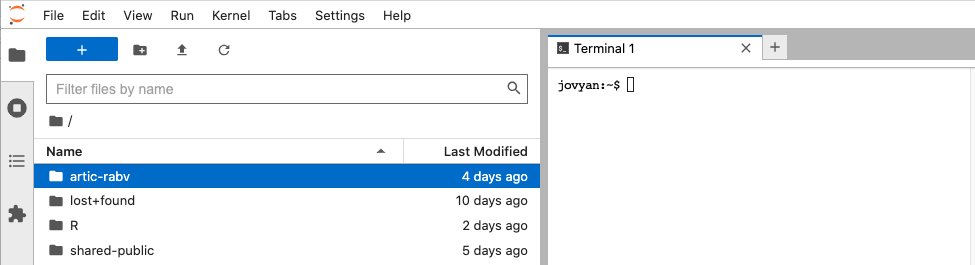 File Edit View Run Kernel Tabs Settings Help
+
Filter files by name
/
Name Last Modified
artic-rabv 4 days ago
lost+found 10 days ago
R 2 days ago
shared-public 5 days ago
Terminal 1
jovyan:~$